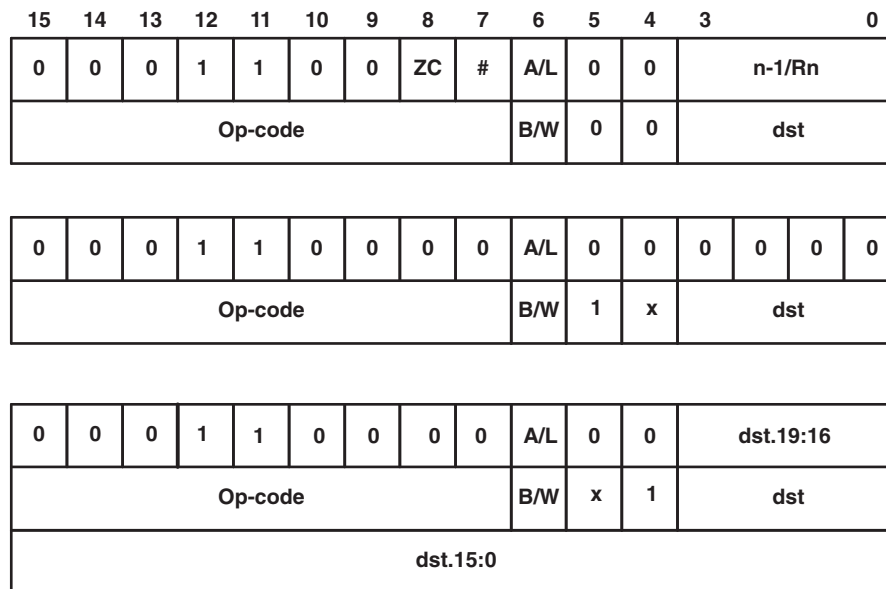 15 14 13 12 11 10 9 8 7 6 5 4 3 0
0 0 0 1 1 0 0 ZC # A/L 0 0 n-1/Rn
Op-code B/W 0 0 dst
0 0 0 1 1 0 0 0 0 A/L 0 0 0 0 0 0
Op-code B/W 1 x dst
0 0 0 1 1 0 0 0 0 A/L 0 0 dst.19:16
Op-code B/W x 1 dst
dst.15:0